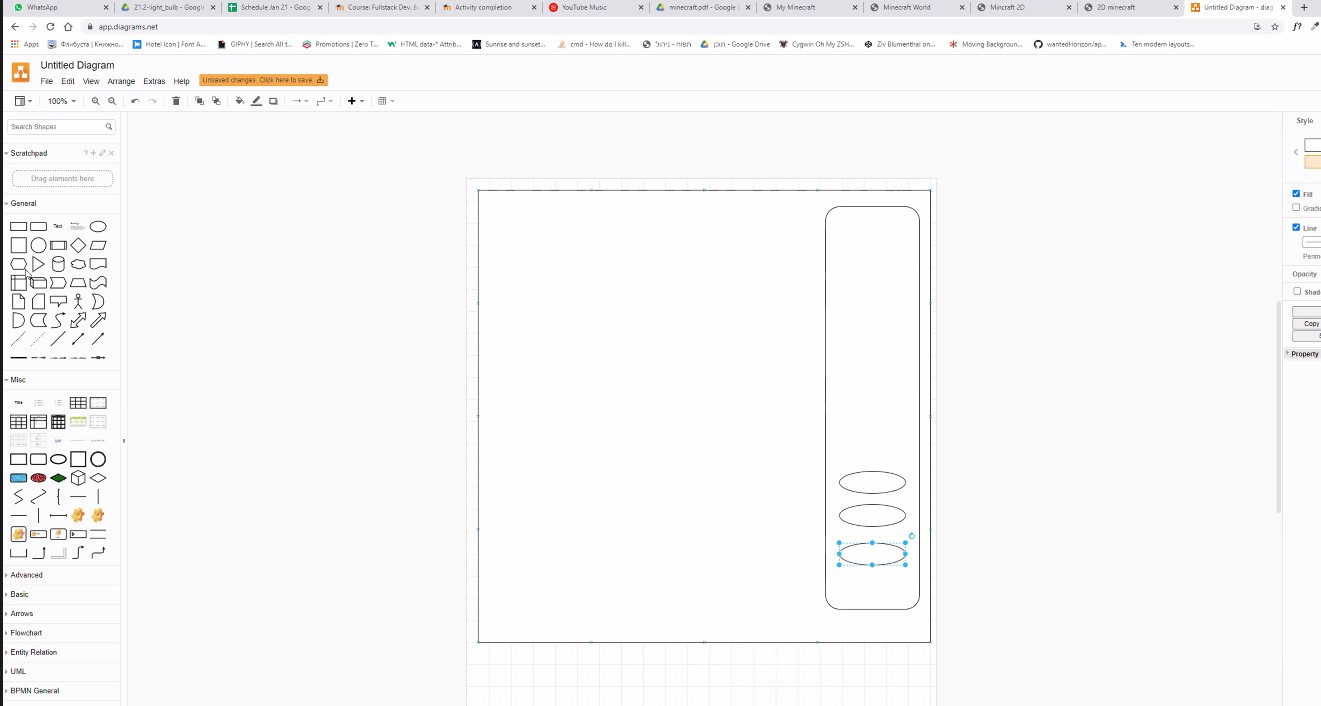 WhatsApp 21.2-light_bulb - Google Schedule Jan 21 - Goog Course: Fullstack Dev. & Activity completion YouTube Music minecraft.pdf - Google My Minecraft Minecraft World Mincraft 2D 2D minecraft Untitled Diagram - diag
app.diagrams.net
Apps Флибуста | Книжно... Hotel Icon | Font A... GIPHY | Search All t... Promotions | Zero T... HTML data-* Attrib... Sunrise and sunset... cmd - How do I kill... תפוח - ניהול תוכן - Google Drive Cygwin Oh My ZSH... Ziv Blumenthal on... Moving Backgroun... wantedHorizon/ap... Ten modern layouts...
Untitled Diagram
File Edit View Arrange Extras Help Unsaved changes. Click here to save.
100%
Search Shapes
Style
Scratchpad
Drag elements here
Fill
General
Gradi
Text
Line
Perim
Opacity
Shad
Copy
Property
Misc
Title
Advanced
Basic
Arrows
Flowchart
Entity Relation
UML
BPMN General